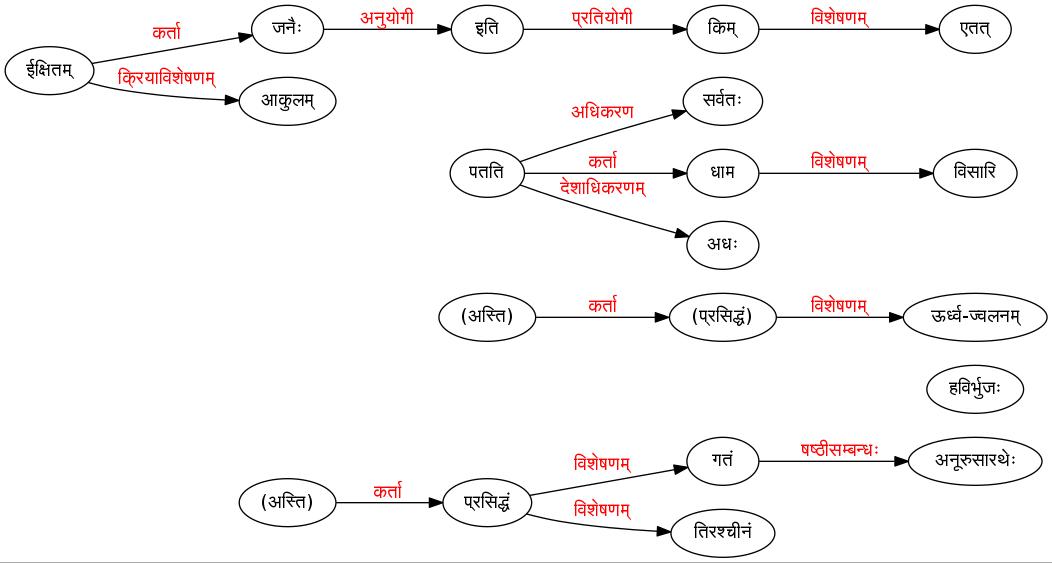 कर्ता
जनैः
अनुयोगी
इति
प्रतियोगी
किम्
विशेषणम्
एतत्
ईक्षितम्
क्रियाविशेषणम्
आकुलम्
सर्वतः
अधिकरण
पतति
कर्ता
धाम
विशेषणम्
विसारि
देशाधिकरणम्
अधः
(अस्ति)
कर्ता
(प्रसिद्धं)
विशेषणम्
ऊर्ध्व-ज्वलनम्
हविर्भुजः
विशेषणम्
गतं
षष्ठीसम्बन्धः
अनूरुसारथेः
(अस्ति)
कर्ता
प्रसिद्धं
विशेषणम्
तिरश्चीनं